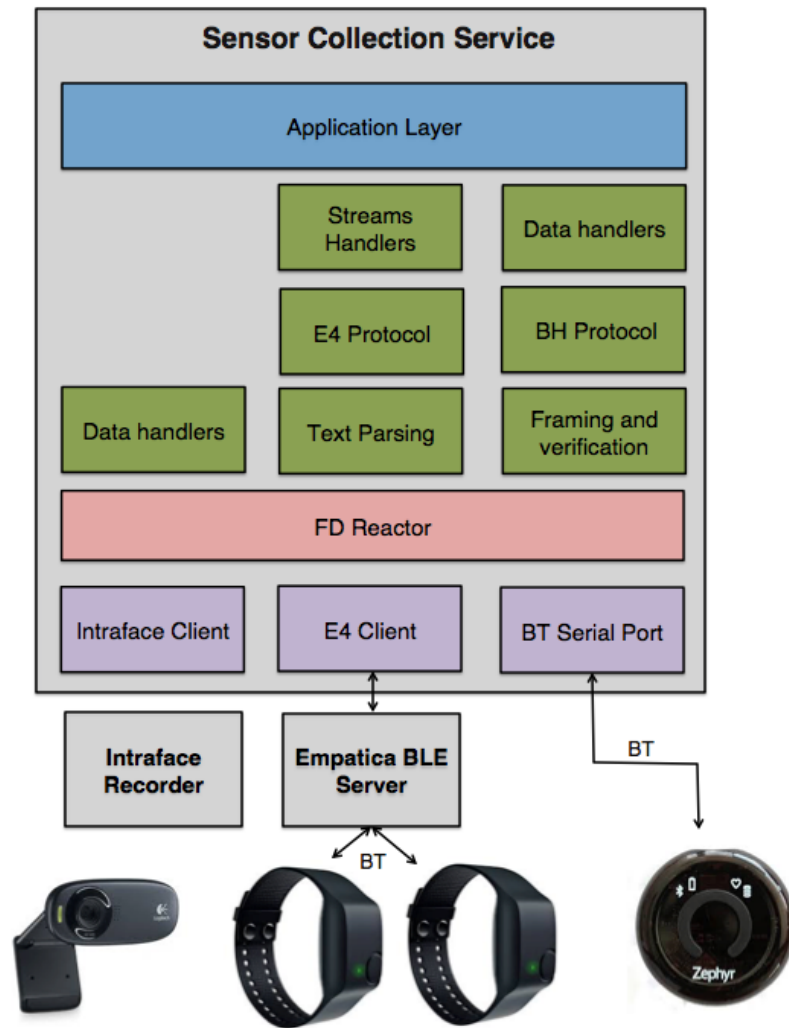 Sensor Collection Service
Application Layer
Streams
Handlers
Data handlers
E4 Protocol
BH Protocol
Data handlers
Text Parsing
Framing and
verification
FD Reactor
Intraface Client
E4 Client
BT Serial Port
Intraface
Recorder
Empatica BLE
Server
BT
BT
Logitech
Zephyr